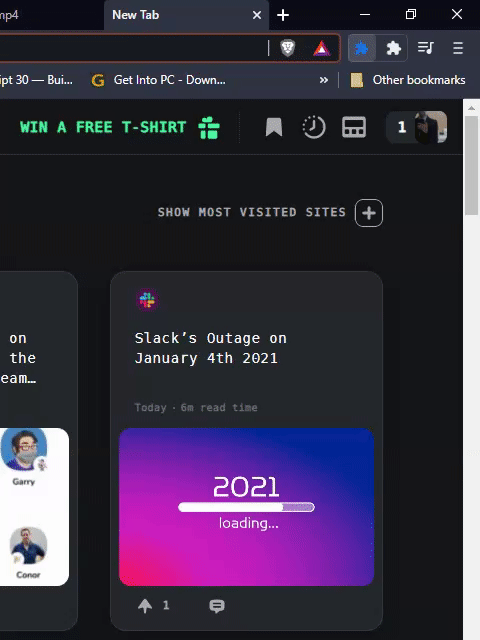 mp4
New Tab
ipt 30 — Bui...
Get Into PC - Down...
»
Other bookmarks
WIN A FREE T-SHIRT
1
SHOW MOST VISITED SITES
on
the
eam…
Slack's Outage on
January 4th 2021
Today · 6m read time
Garry
Conor
2021
loading...
1